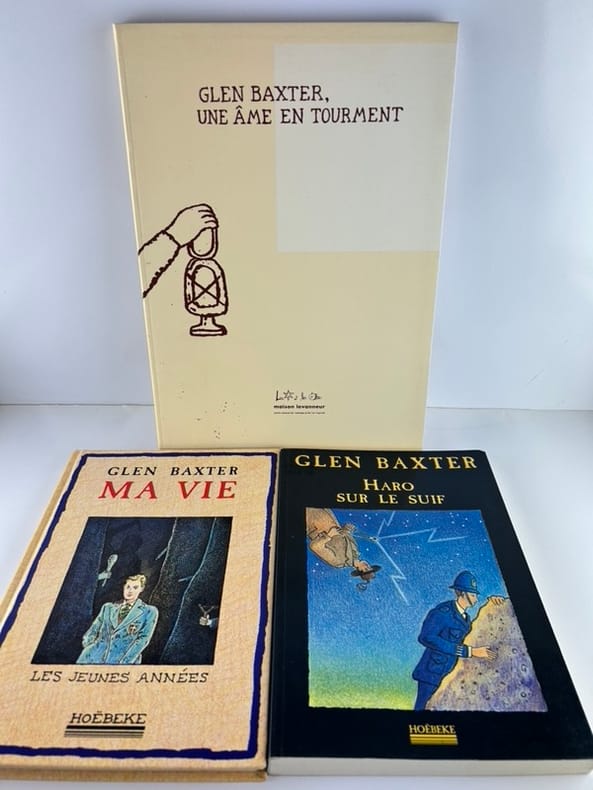 GLEN BAXTER,
UNE ÂME EN TOURMENT
maison levanneur
GLEN BAXTER
MA VIE
LES JEUNES ANNÉES
HOËBEKE
GLEN BAXTER
HARO
SUR LE SUIF
HOËBEKE